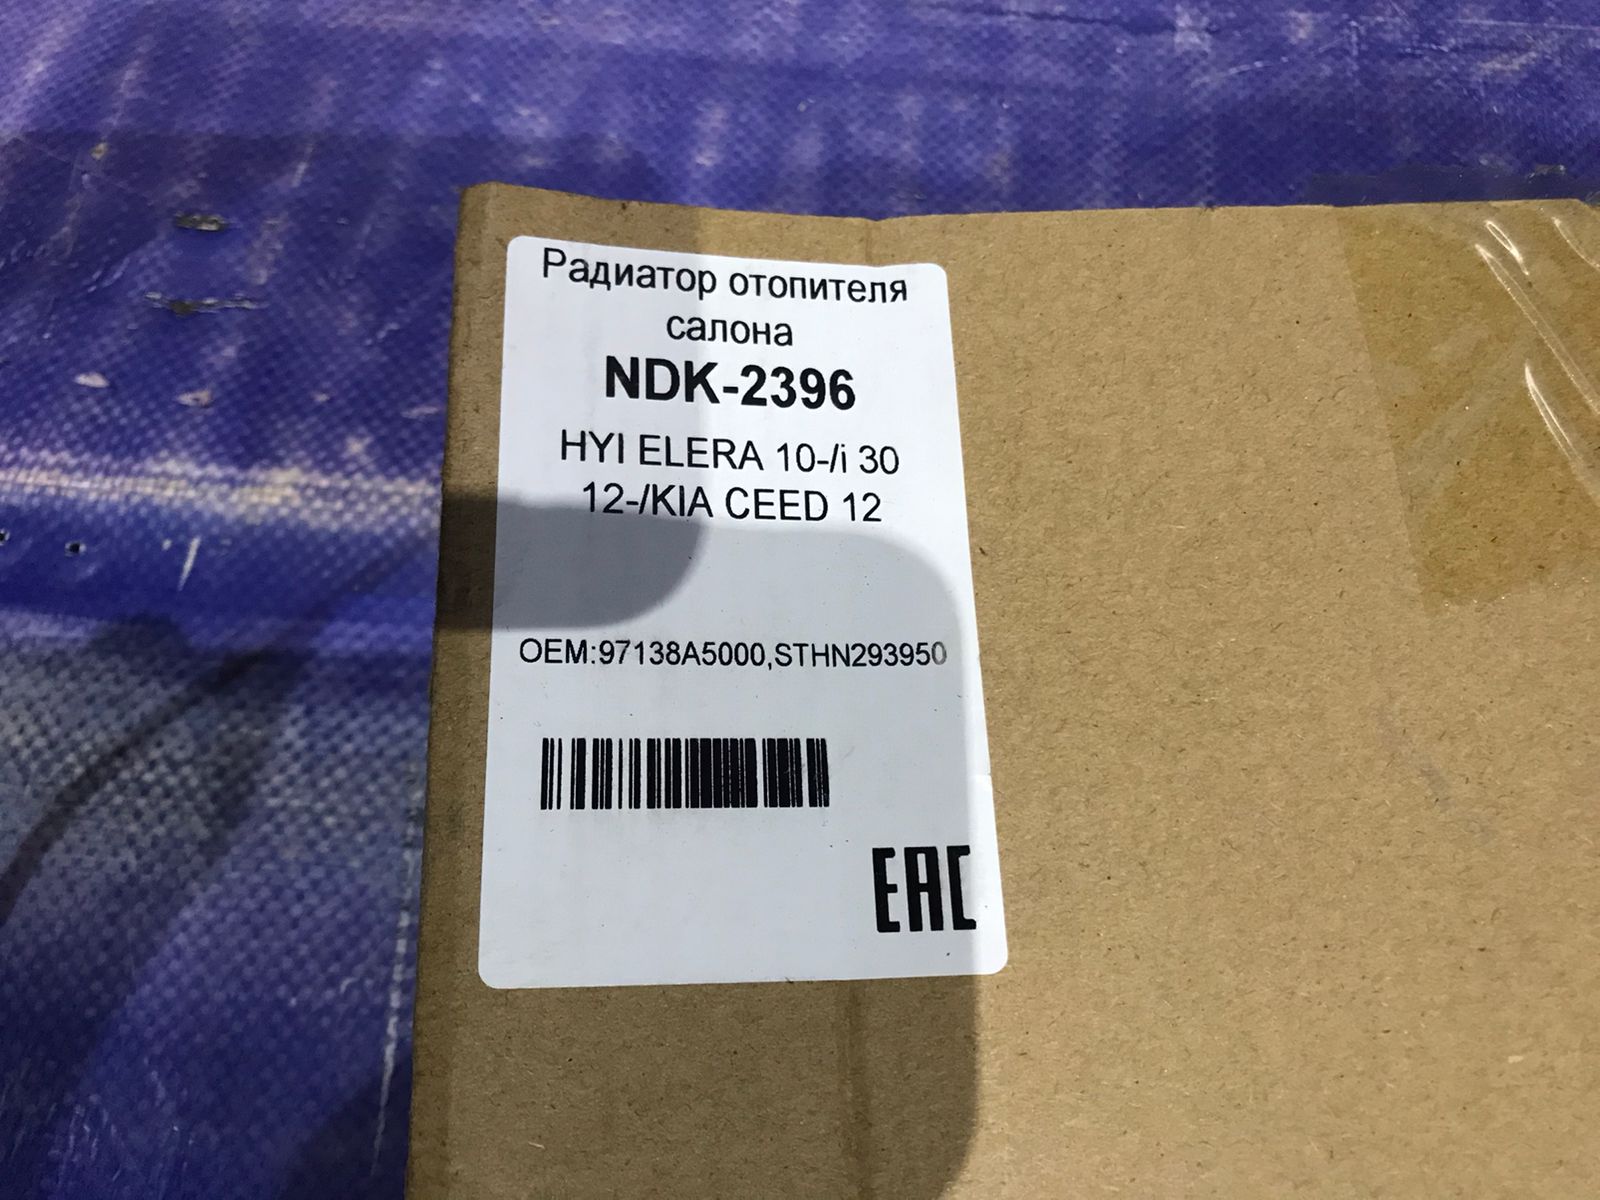 Радиатор отопителя
салона
NDK-2396
HYI ELERA 10-/i 30
12-/KIA CEED 12
OEM:97138A5000,STHN293950
EAC